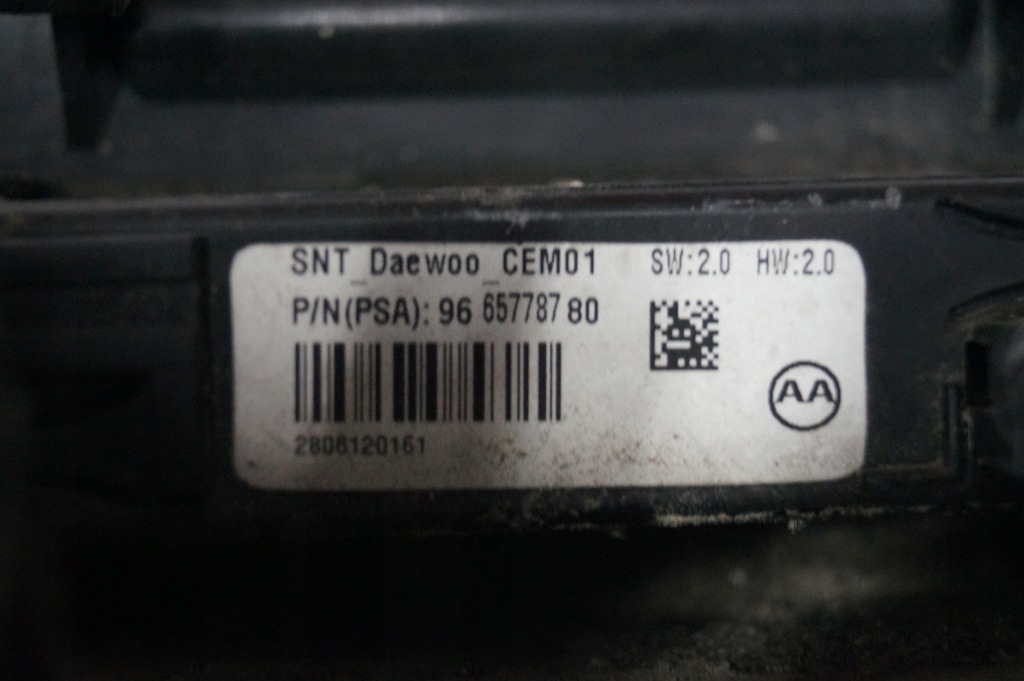 SNT_Daewoo_CEM01 SW:2.0 HW:2.0
P/N(PSA): 96 657787 80
2806120161
AA